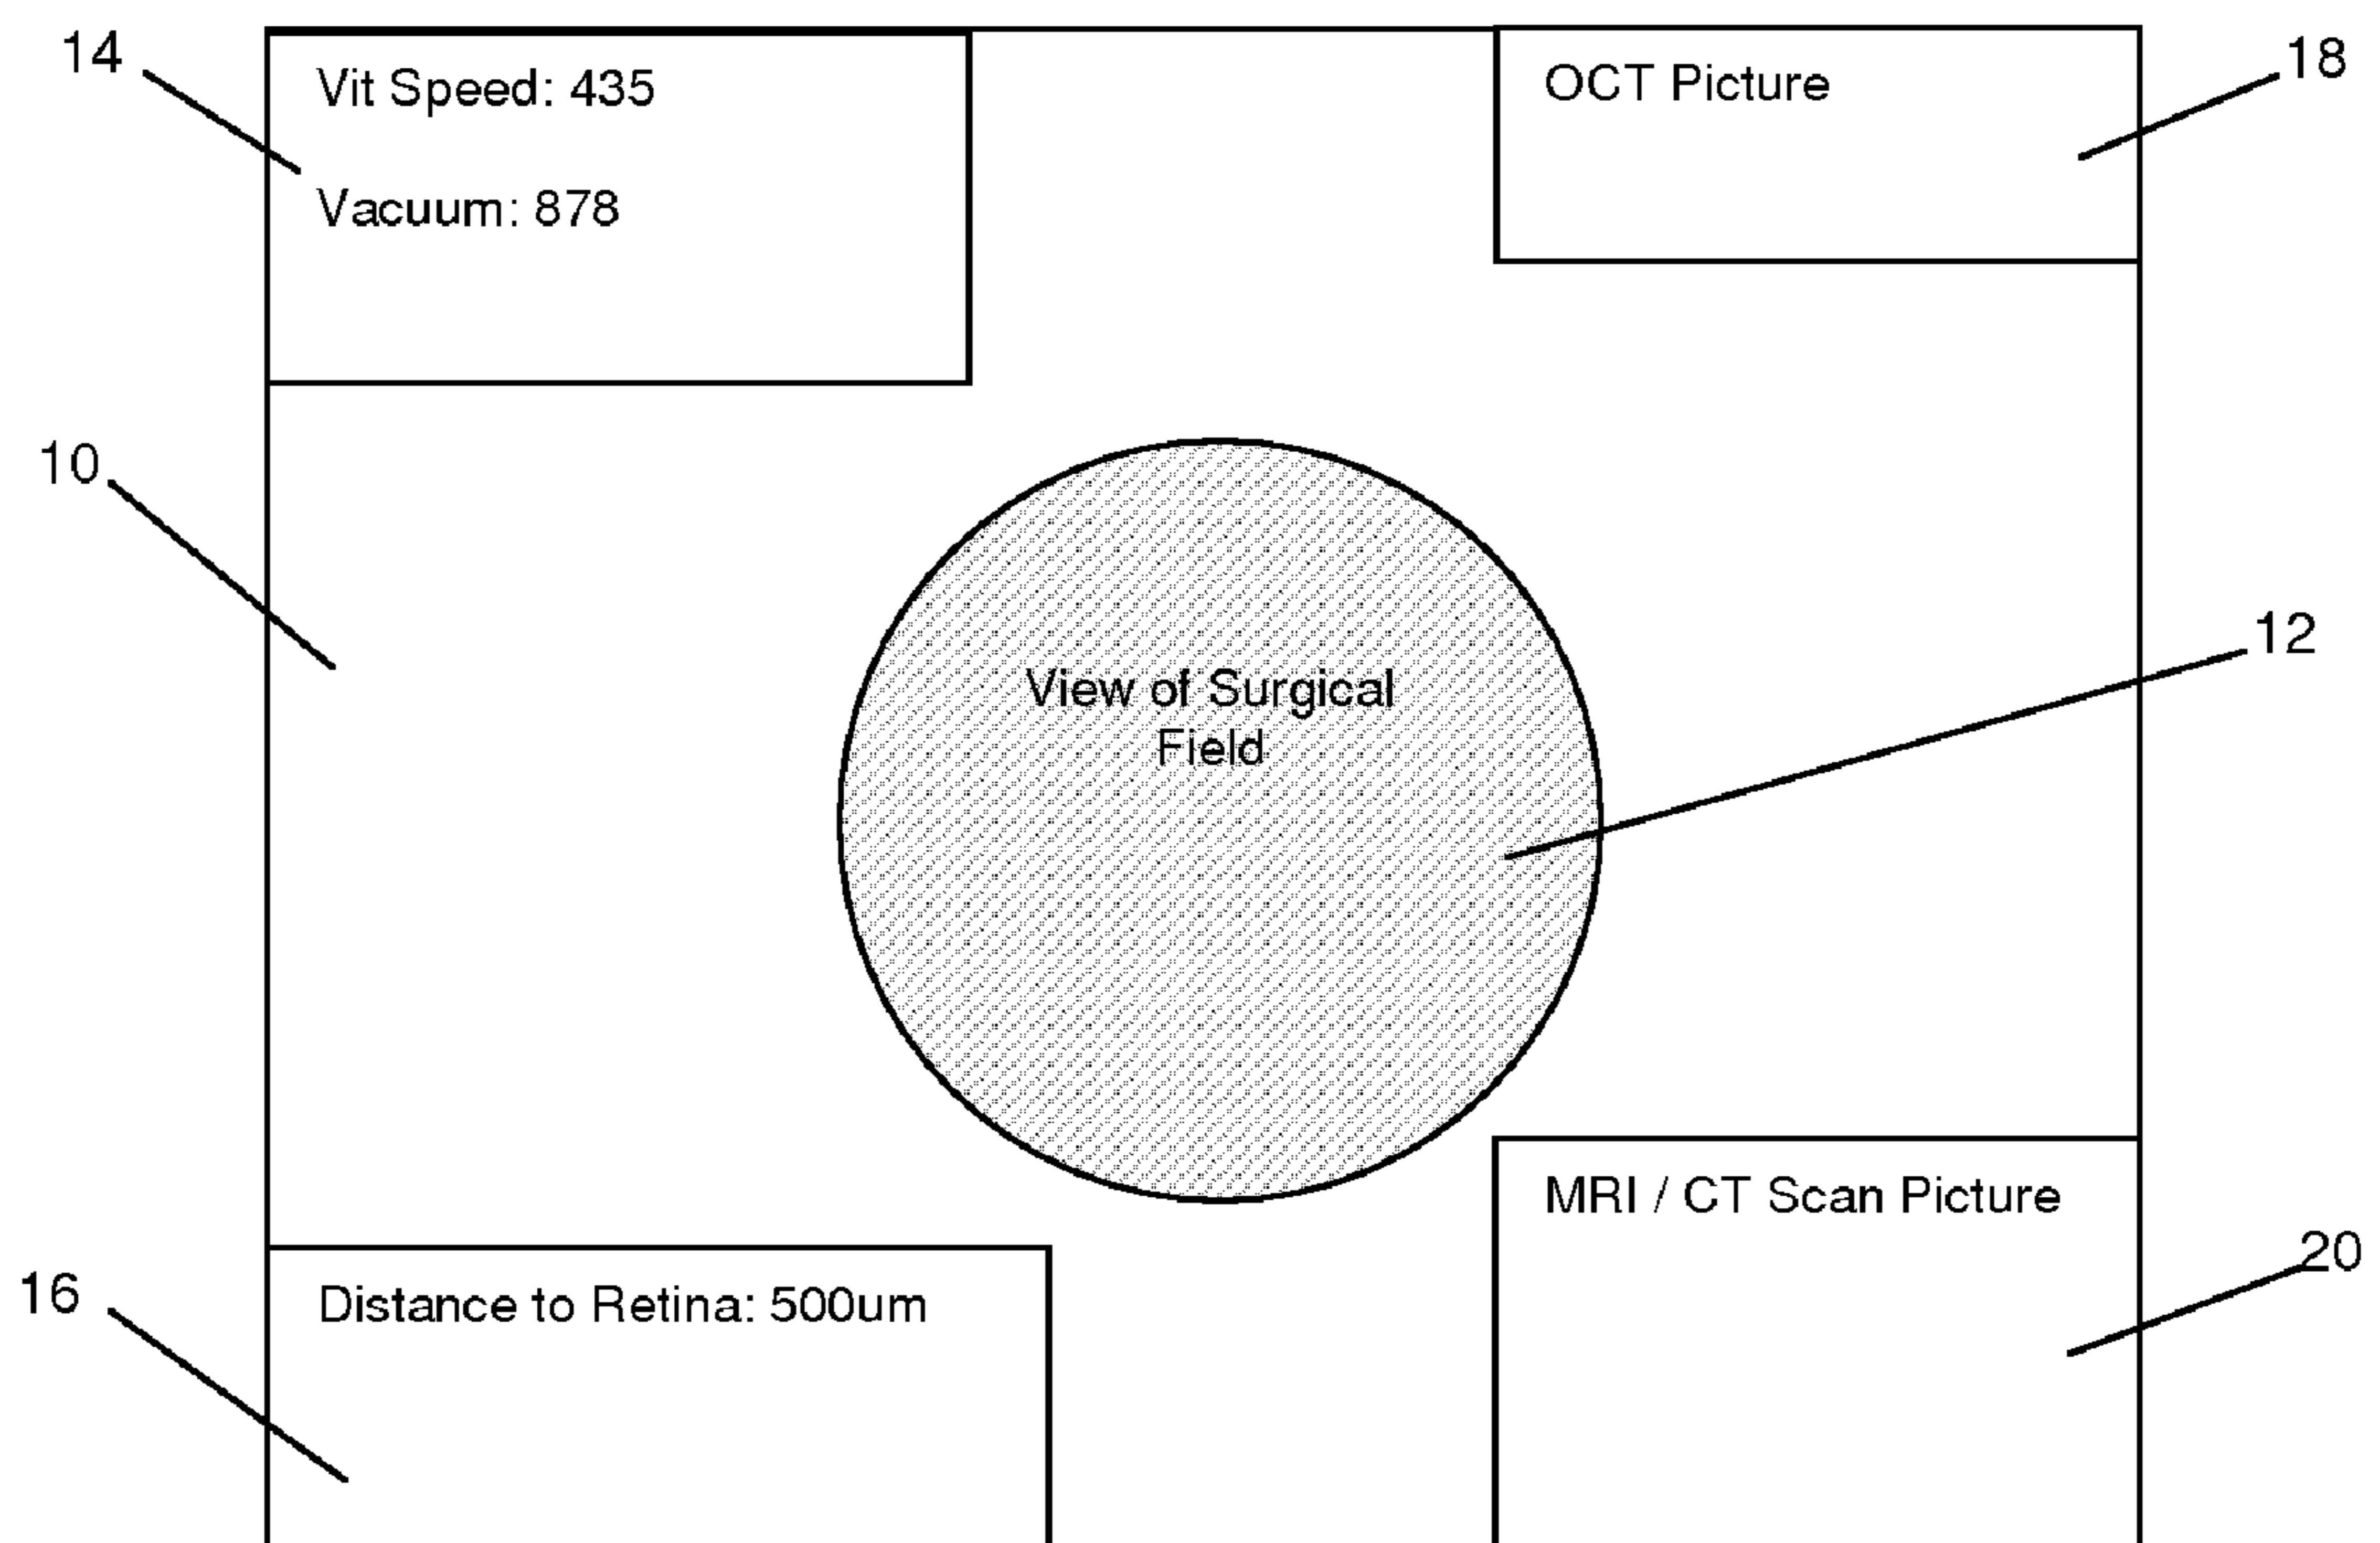 14
Vit Speed: 435
Vacuum: 878
OCT Picture
18
10
View of Surgical
Field
12
MRI / CT Scan Picture
20
16
Distance to Retina: 500um